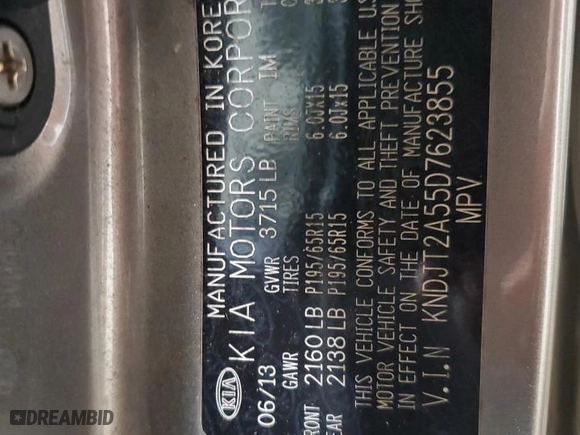 MANUFACTURED IN KORE
KIA KIA MOTORS CORPOR
06/13 GVWR 3715 LB PAINT IM
GAWR TIRES RIMS
FRONT 2160 LB P195/65R15 6.0JX15
REAR 2138 LB P195/65R15 6.0JX15
THIS VEHICLE CONFORMS TO ALL APPLICABLE U.S
MOTOR VEHICLE SAFETY AND THEFT PREVENTION
IN EFFECT ON THE DATE OF MANUFACTURE SHOW
V.I.N KNDJT2A55D7623855
MPV
DREAMBID